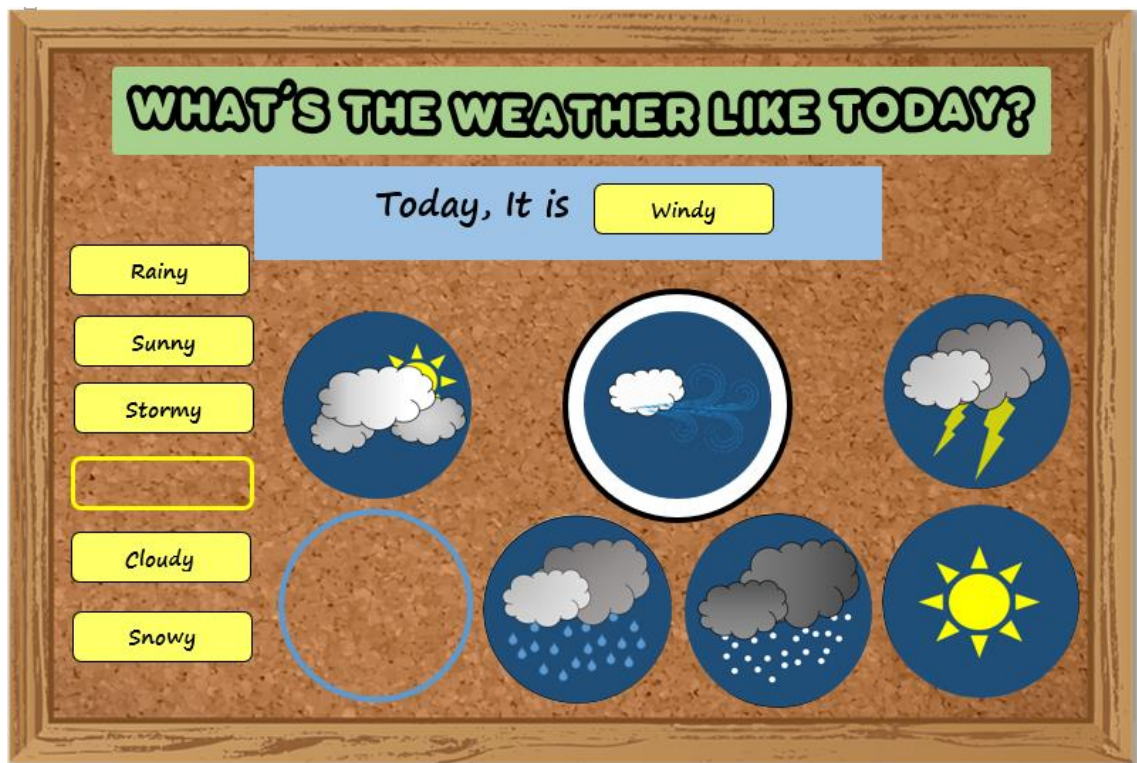 WHAT'S THE WEATHER LIKE TODAY?
Today, It is Windy
Rainy
Sunny
Stormy
Cloudy
Snowy